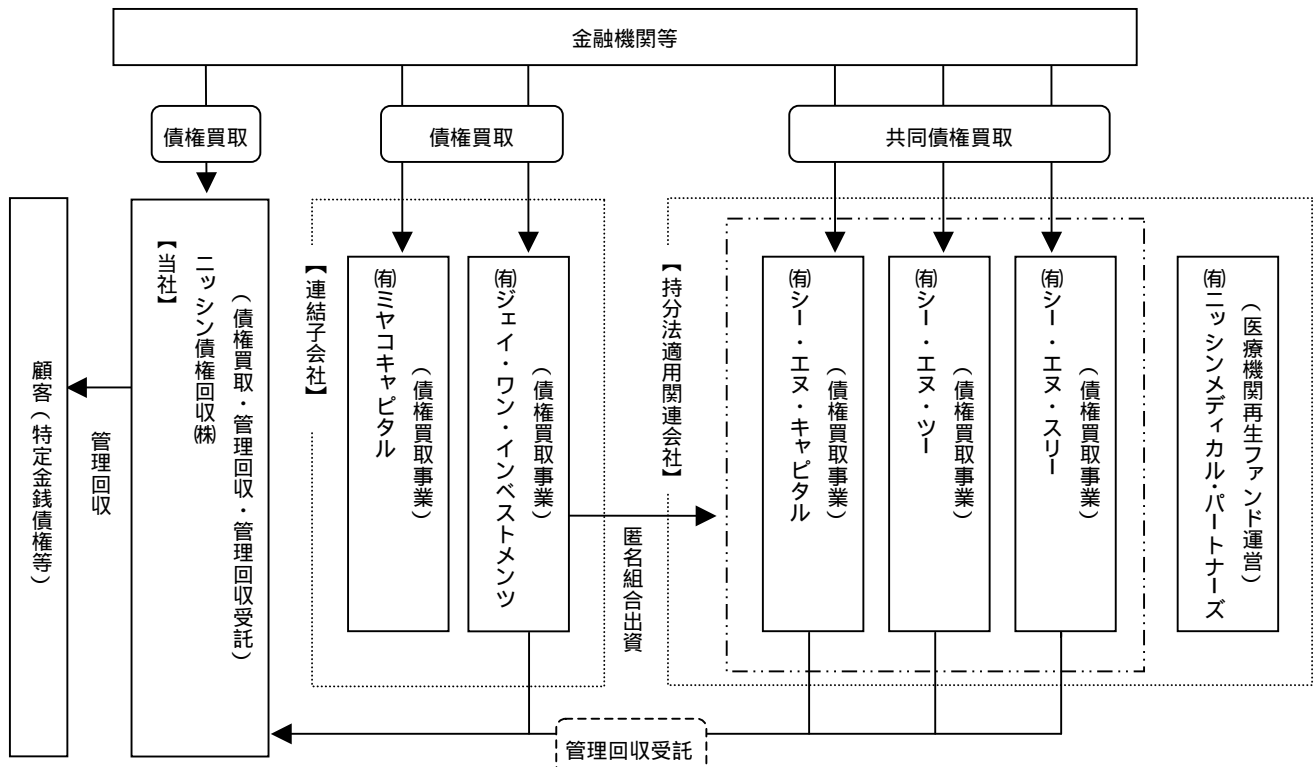 金融機関等
債権買取
債権買取
共同債権買取
顧客(特定金銭債権等)
管理回収
【当社】
ニッシン債権回収㈱
(債権買取・管理回収・管理回収受託)
【連結子会社】
㈲ミヤコキャピタル
(債権買取事業)
㈲ジェイ・ワン・インベストメンツ
(債権買取事業)
匿名組合出資
【持分法適用関連会社】
㈲シー・エヌ・キャピタル
(債権買取事業)
㈲シー・エヌ・ツー
(債権買取事業)
㈲シー・エヌ・スリー
(債権買取事業)
㈲ニッシンメディカル・パートナーズ
(医療機関再生ファンド運営)
管理回収受託